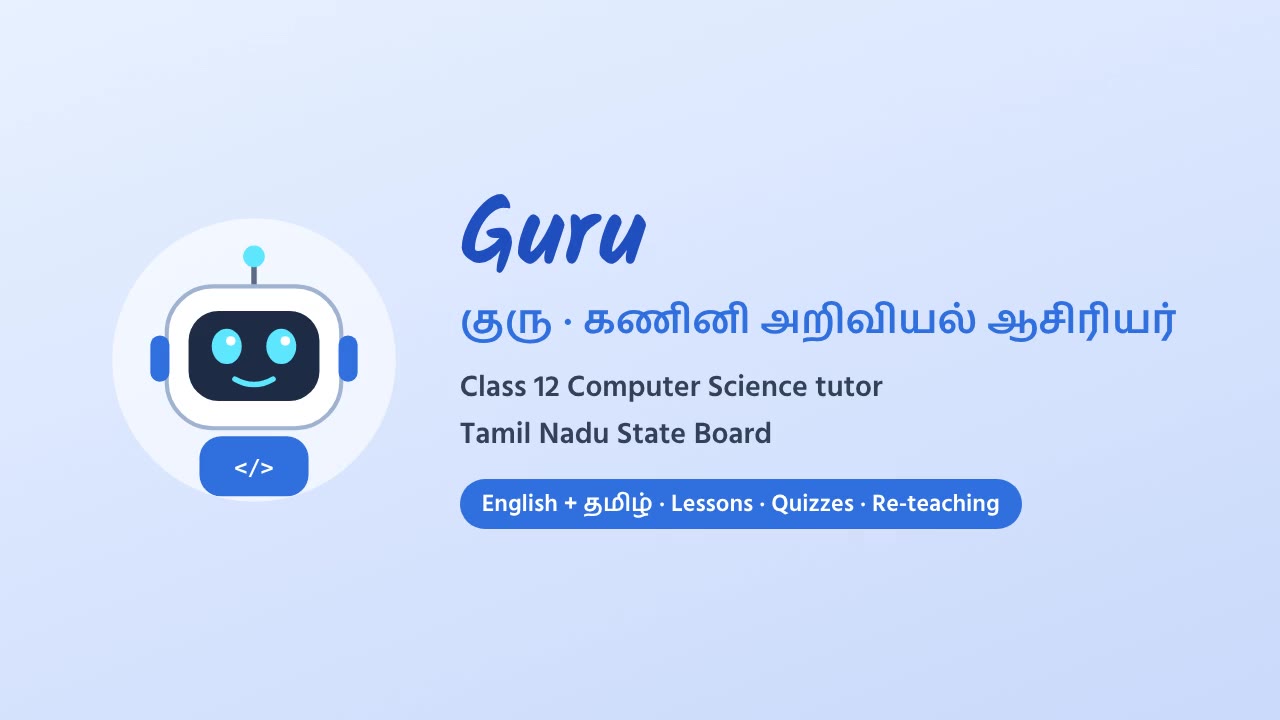 Guru
குரு · கணினி அறிவியல் ஆசிரியர்
Class 12 Computer Science tutor
Tamil Nadu State Board
</>
English + தமிழ் · Lessons · Quizzes · Re-teaching